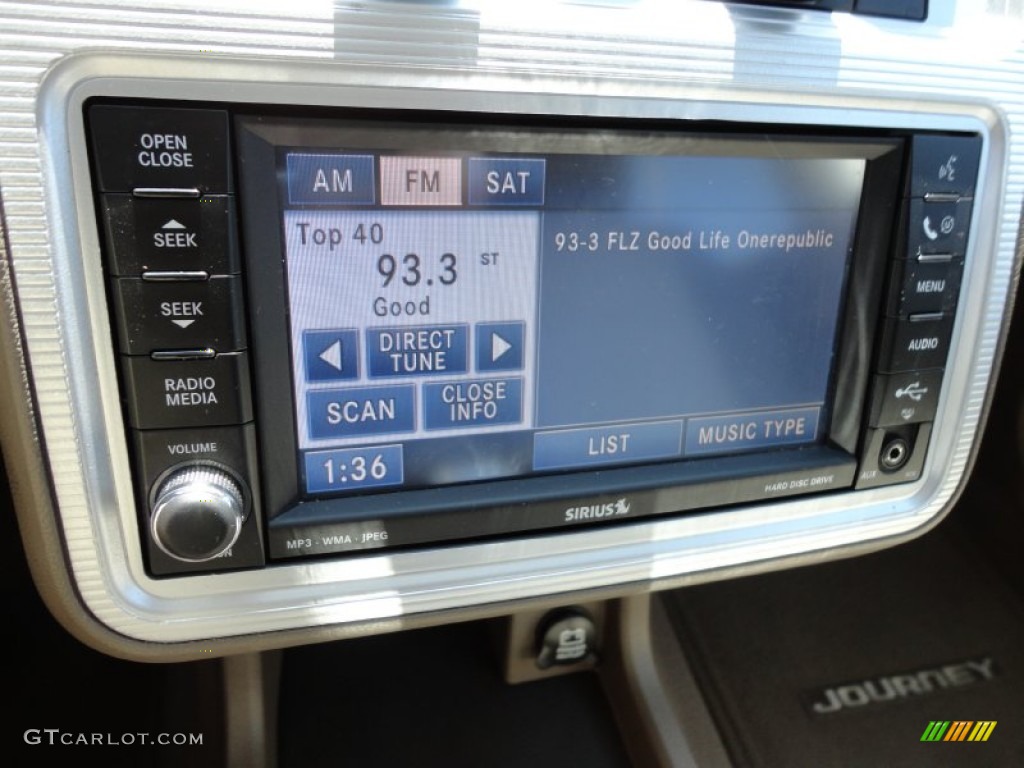 OPEN
CLOSE
SEEK
SEEK
RADIO
MEDIA
VOLUME
AM
FM
SAT
Top 40
93.3
ST
Good
DIRECT
TUNE
SCAN
CLOSE
INFO
1:36
93-3 FLZ Good Life Onerepublic
LIST
MUSIC TYPE
MENU
AUDIO
AUX
MP3 · WMA · JPEG
SIRIUS
HARD DISC DRIVE
JOURNEY
GTCARLOT.COM